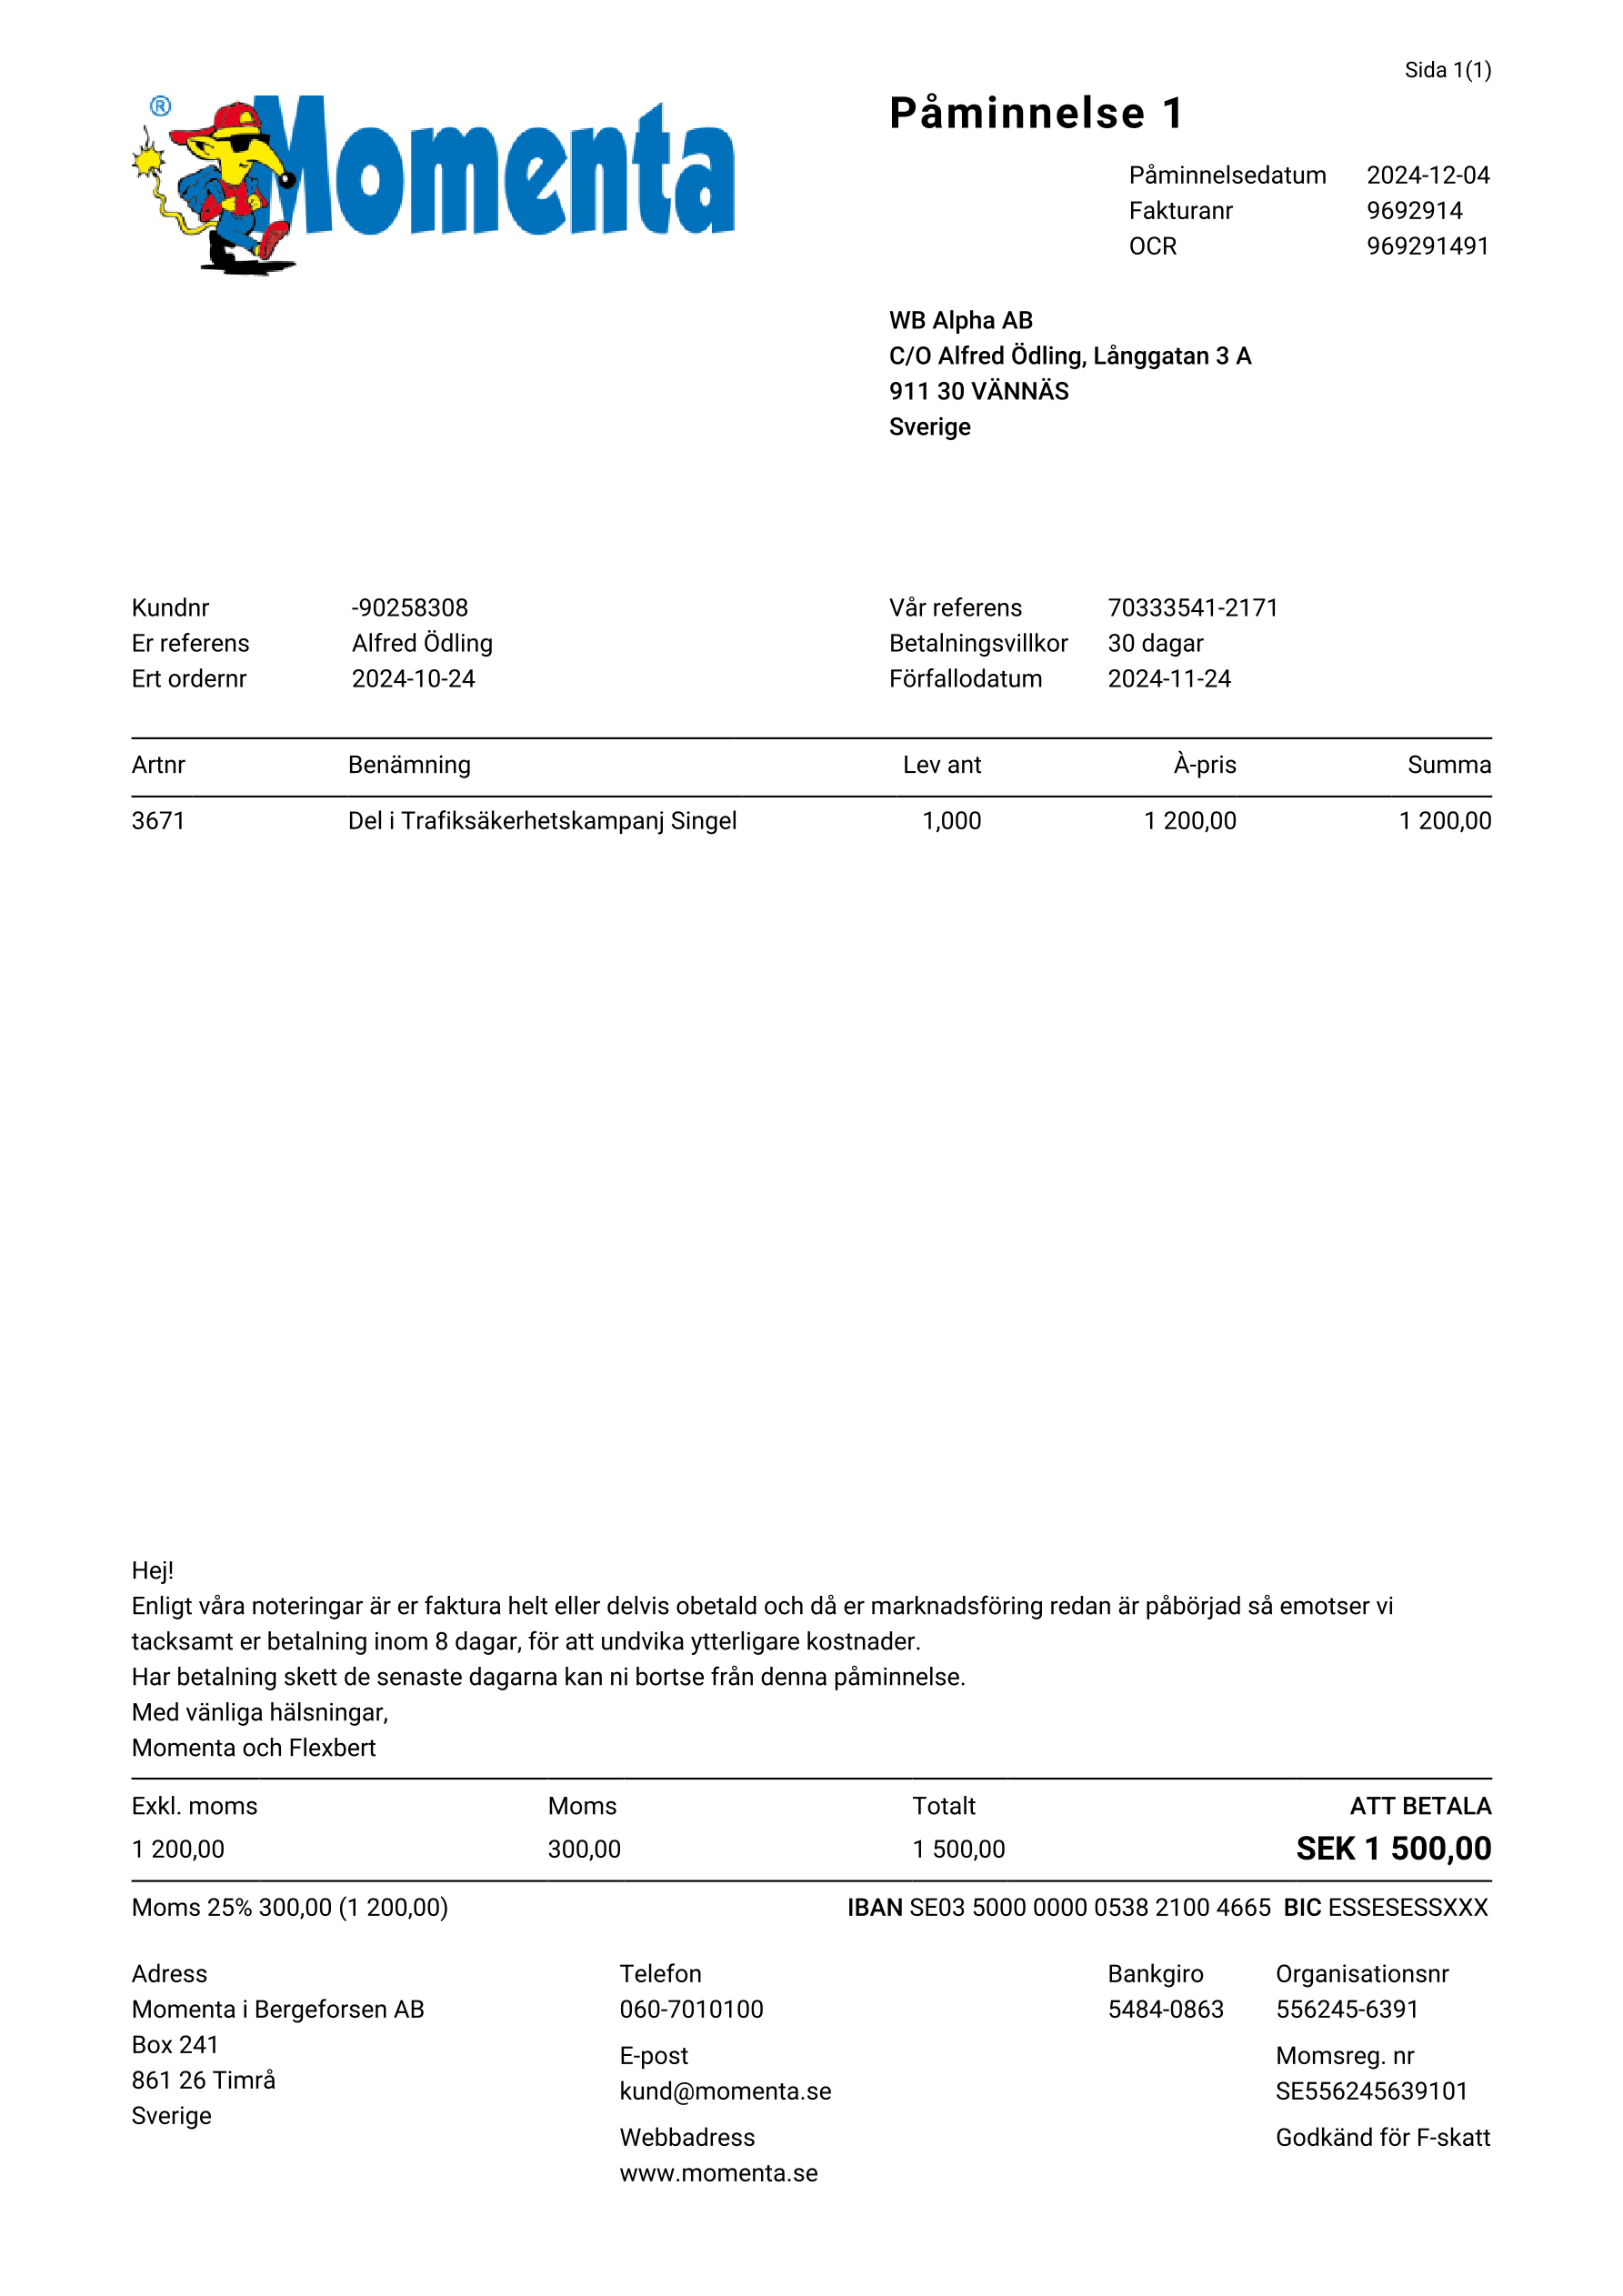 Sida 1(1)
® Momenta
Påminnelse 1
Påminnelsedatum 2024-12-04
Fakturanr 9692914
OCR 969291491
WB Alpha AB
C/O Alfred Ödling, Långgatan 3 A
911 30 VÄNNÄS
Sverige
Kundnr -90258308 Vår referens 70333541-2171
Er referens Alfred Ödling Betalningsvillkor 30 dagar
Ert ordernr 2024-10-24 Förfallodatum 2024-11-24
Artnr Benämning Lev ant À-pris Summa
3671 Del i Trafiksäkerhetskampanj Singel 1,000 1 200,00 1 200,00
Hej!
Enligt våra noteringar är er faktura helt eller delvis obetald och då er marknadsföring redan är påbörjad så emotser vi
tacksamt er betalning inom 8 dagar, för att undvika ytterligare kostnader.
Har betalning skett de senaste dagarna kan ni bortse från denna påminnelse.
Med vänliga hälsningar,
Momenta och Flexbert
Exkl. moms Moms Totalt ATT BETALA
1 200,00 300,00 1 500,00 SEK 1 500,00
Moms 25% 300,00 (1 200,00) IBAN SE03 5000 0000 0538 2100 4665 BIC ESSESESSXXX
Adress Telefon Bankgiro Organisationsnr
Momenta i Bergeforsen AB 060-7010100 5484-0863 556245-6391
Box 241 E-post Momsreg. nr
861 26 Timrå kund@momenta.se SE556245639101
Sverige Webbadress Godkänd för F-skatt
www.momenta.se